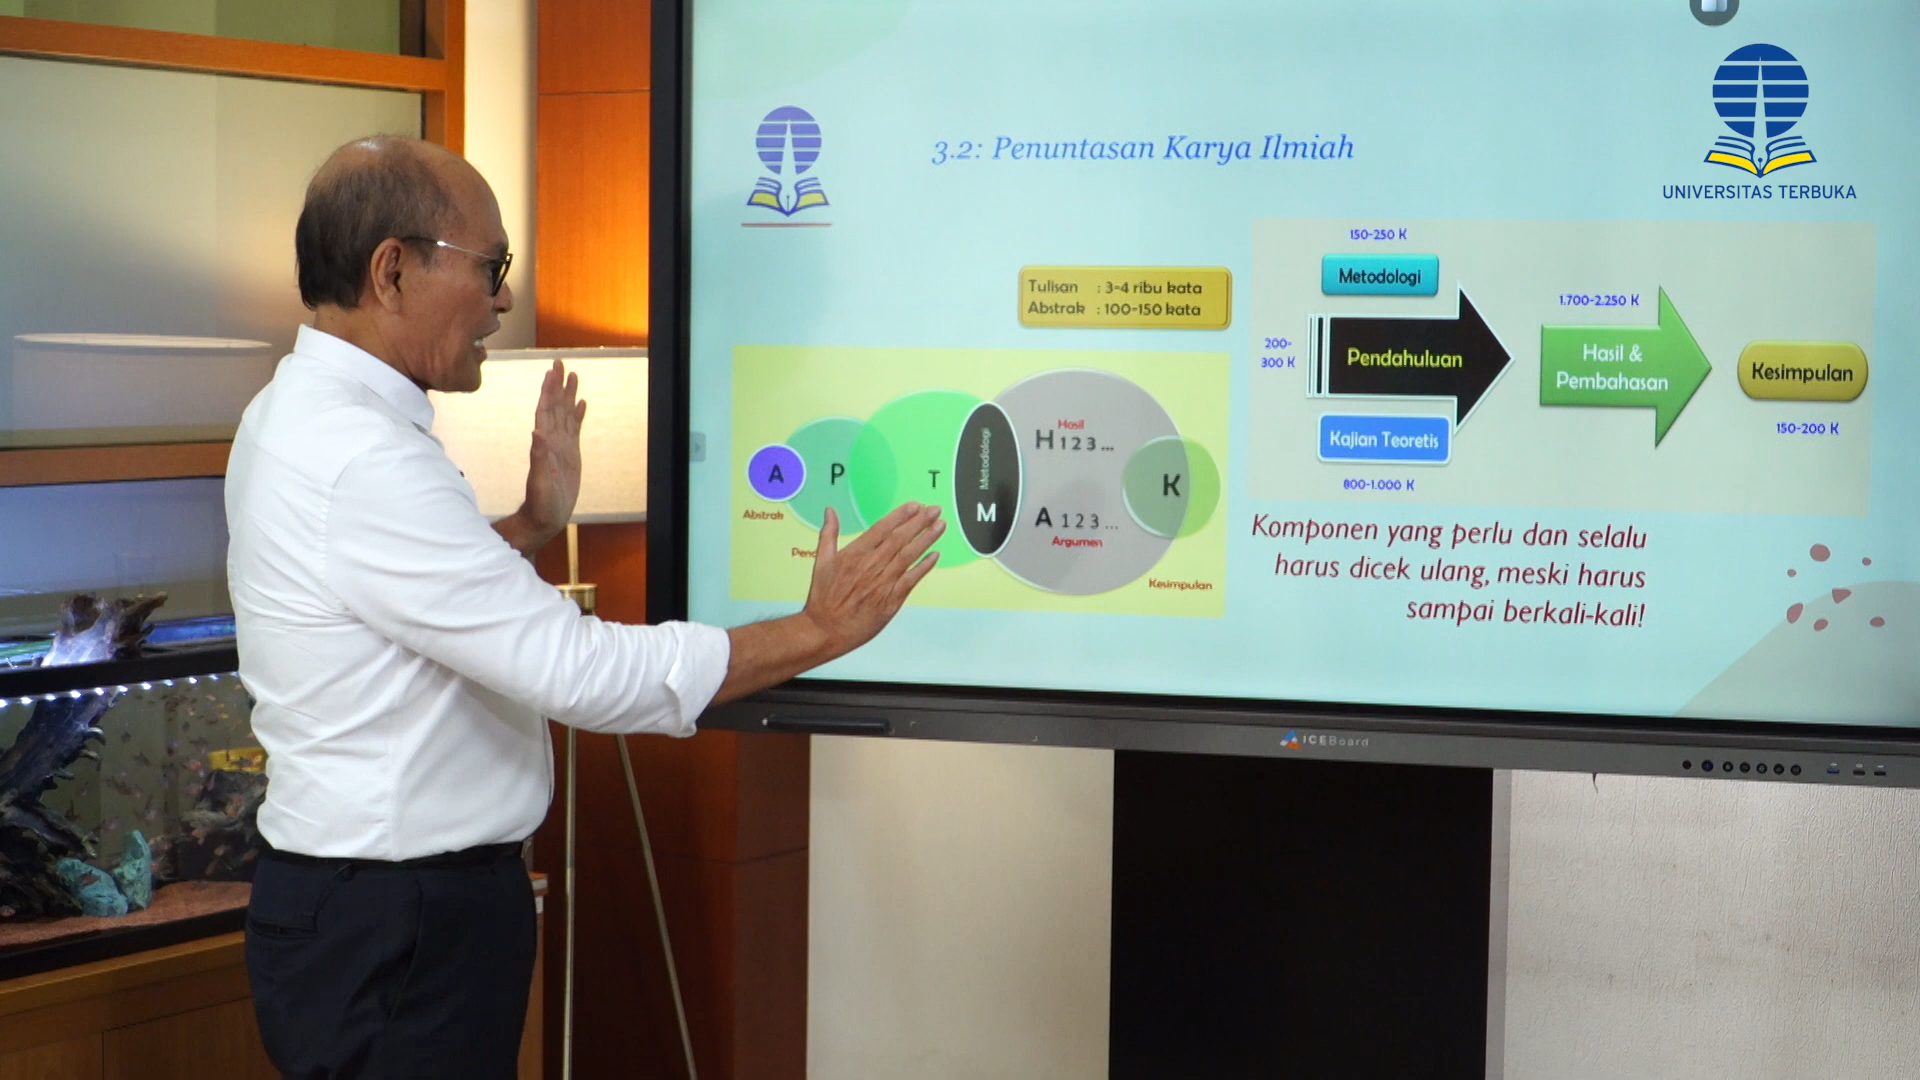 UNIVERSITAS TERBUKA
3.2: Penuntasan Karya Ilmiah
Tulisan : 3-4 ribu kata
Abstrak : 100-150 kata
A
Abstrak
P
T
Metodologi
M
Hasil
H 1 2 3 ...
A 1 2 3 ...
Argumen
K
Kesimpulan
150-250 K
Metodologi
200-
300 K
Pendahuluan
Kajian Teoretis
800-1.000 K
1.700-2.250 K
Hasil &
Pembahasan
Kesimpulan
150-200 K
Komponen yang perlu dan selalu
harus dicek ulang, meski harus
sampai berkali-kali!
ICEBoard